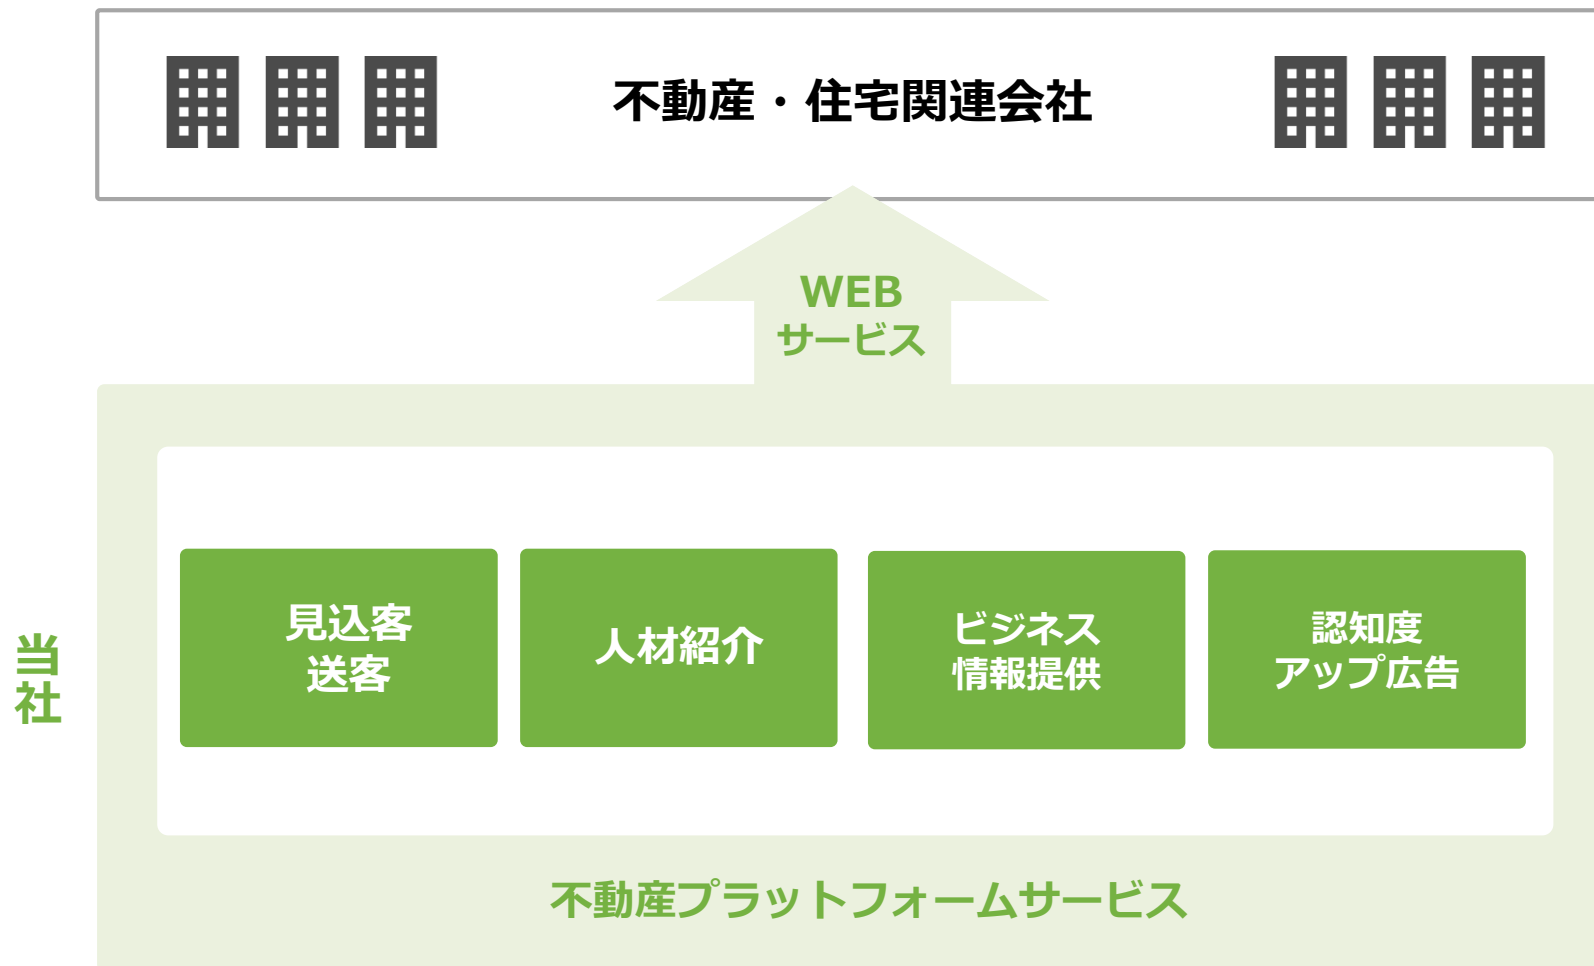 不動産・住宅関連会社
WEB
サービス
当社
見込客
送客
人材紹介
ビジネス
情報提供
認知度
アップ広告
不動産プラットフォームサービス